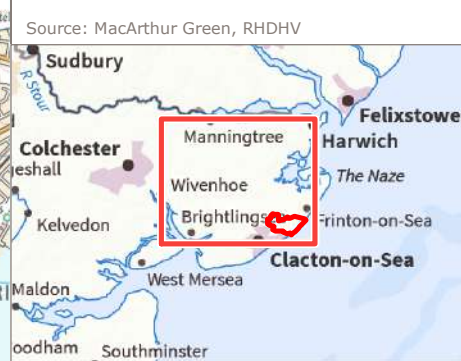 Source: MacArthur Green, RHDHV
Sudbury
R Stour
Felixstowe
Manningtree
Harwich
Colchester
eshall
The Naze
Wivenhoe
Brightlings
Frinton-on-Sea
Kelvedon
Clacton-on-Sea
West Mersea
Maldon
oodham
Southminster